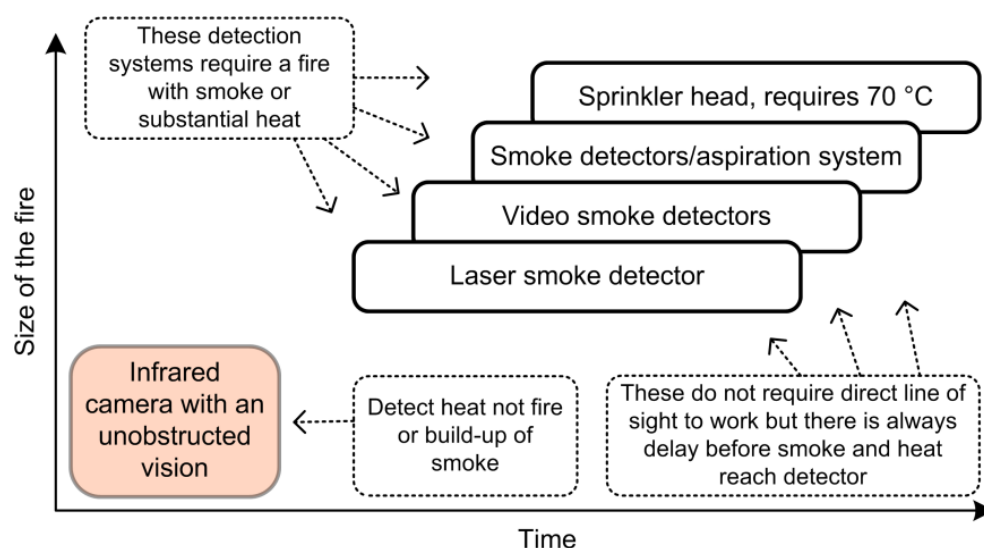 These detection
systems require a fire
with smoke or
substantial heat
Sprinkler head, requires 70 °C
Smoke detectors/aspiration system
Video smoke detectors
Laser smoke detector
Size of the fire
Infrared
camera with an
unobstructed
vision
Detect heat not fire
or build-up of
smoke
These do not require direct line of
sight to work but there is always
delay before smoke and heat
reach detector
Time